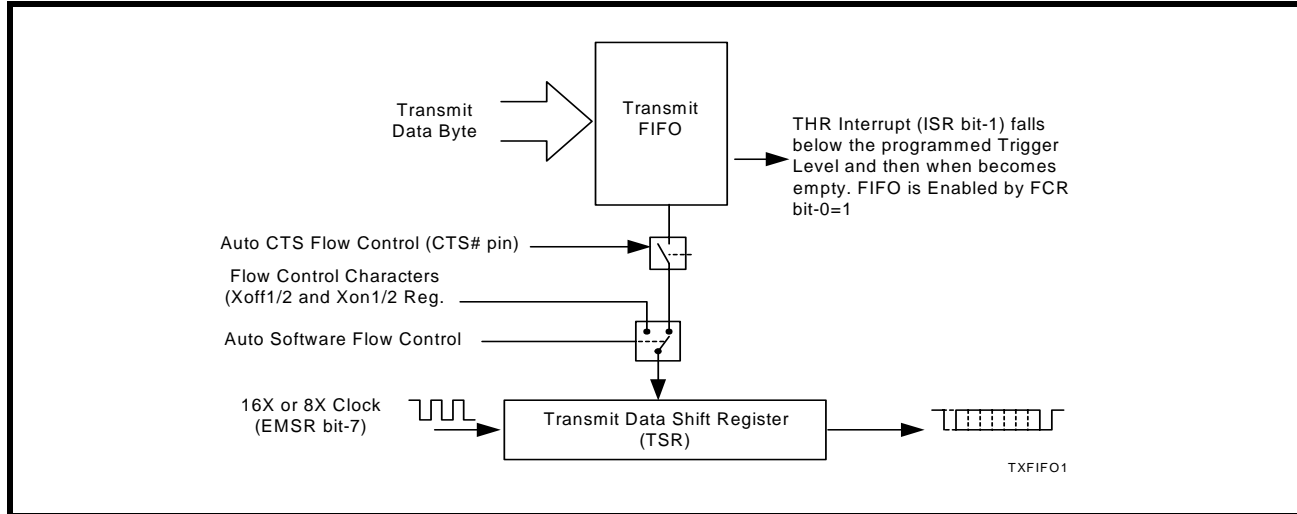 Transmit
Data Byte
Transmit
FIFO
THR Interrupt (ISR bit-1) falls
below the programmed Trigger
Level and then when becomes
empty. FIFO is Enabled by FCR
bit-0=1
Auto CTS Flow Control (CTS# pin)
Flow Control Characters
(Xoff1/2 and Xon1/2 Reg.
Auto Software Flow Control
16X or 8X Clock
(EMSR bit-7)
Transmit Data Shift Register
(TSR)
TXFIFO1